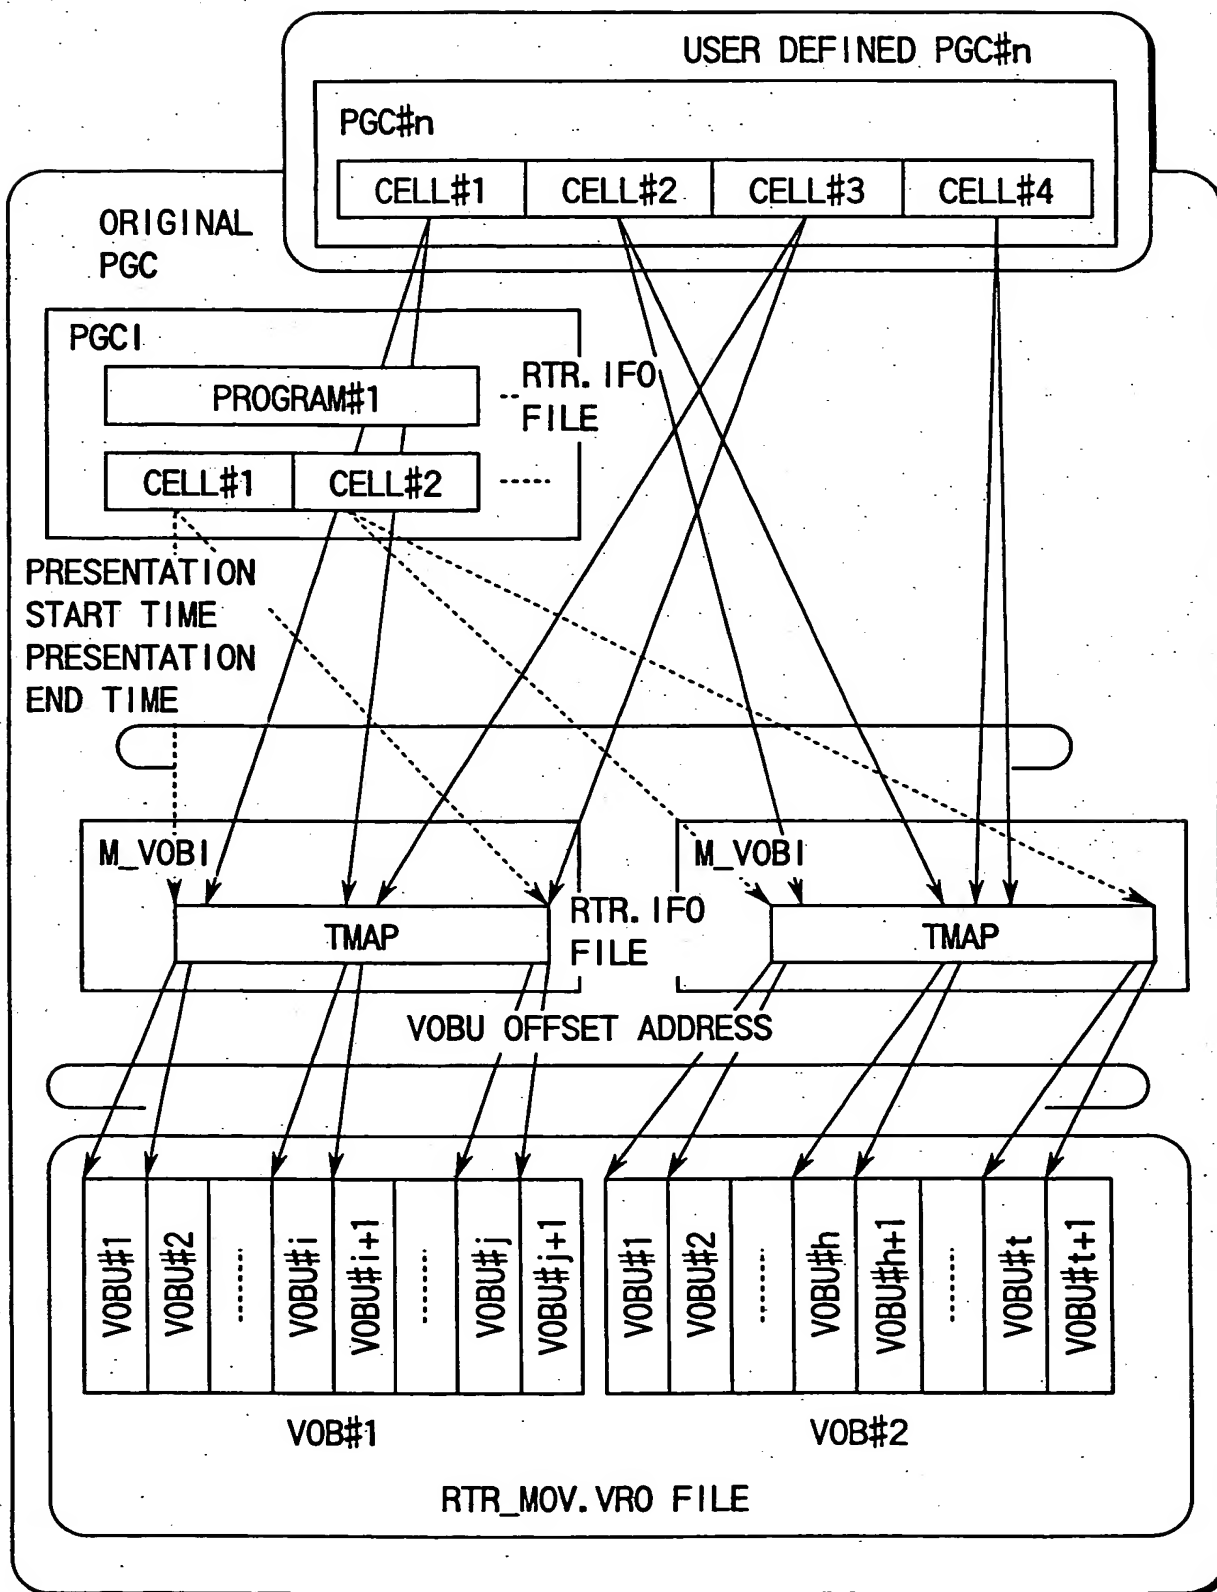 USER DEFINED PGC#n
PGC#n
CELL#1 CELL#2 CELL#3 CELL#4
ORIGINAL
PGC
PGCI
PROGRAM#1
RTR.IFO
FILE
CELL#1 CELL#2
PRESENTATION
START TIME
PRESENTATION
END TIME
M_VOBI
TMAP
RTR.IFO
FILE
M_VOBI
TMAP
VOBU OFFSET ADDRESS
VOBU#1
VOBU#2
VOBU#i
VOBU#i+1
VOBU#j
VOBU#j+1
VOBU#1
VOBU#2
VOBU#h
VOBU#h+1
VOBU#t
VOBU#t+1
VOB#1
VOB#2
RTR_MOV.VRO FILE